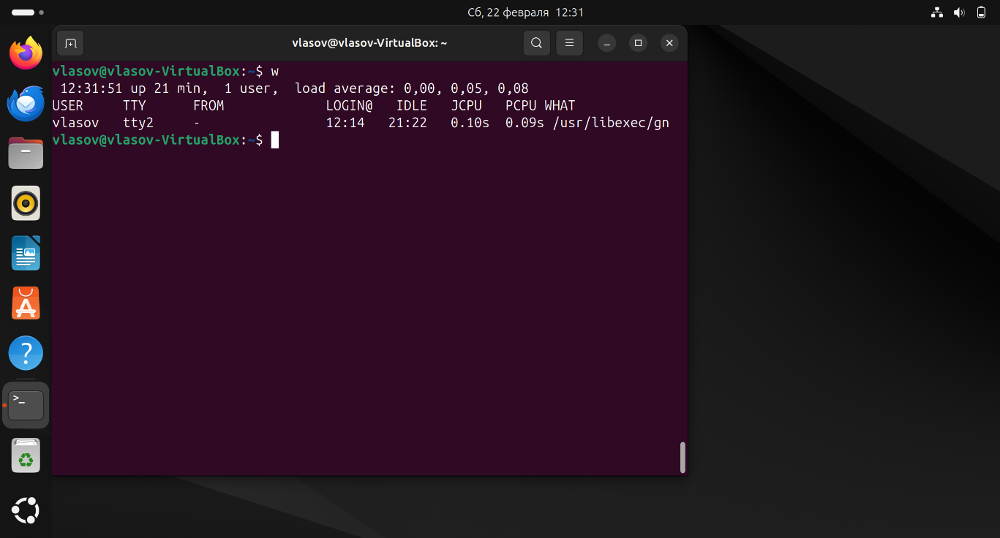 Сб, 22 февраля 12:31
vlasov@vlasov-VirtualBox: ~
vlasov@vlasov-VirtualBox:~$ w
12:31:51 up 21 min, 1 user, load average: 0,00, 0,05, 0,08
USER TTY FROM LOGIN@ IDLE JCPU PCPU WHAT
vlasov tty2 - 12:14 21:22 0.10s 0.09s /usr/libexec/gn
vlasov@vlasov-VirtualBox:~$